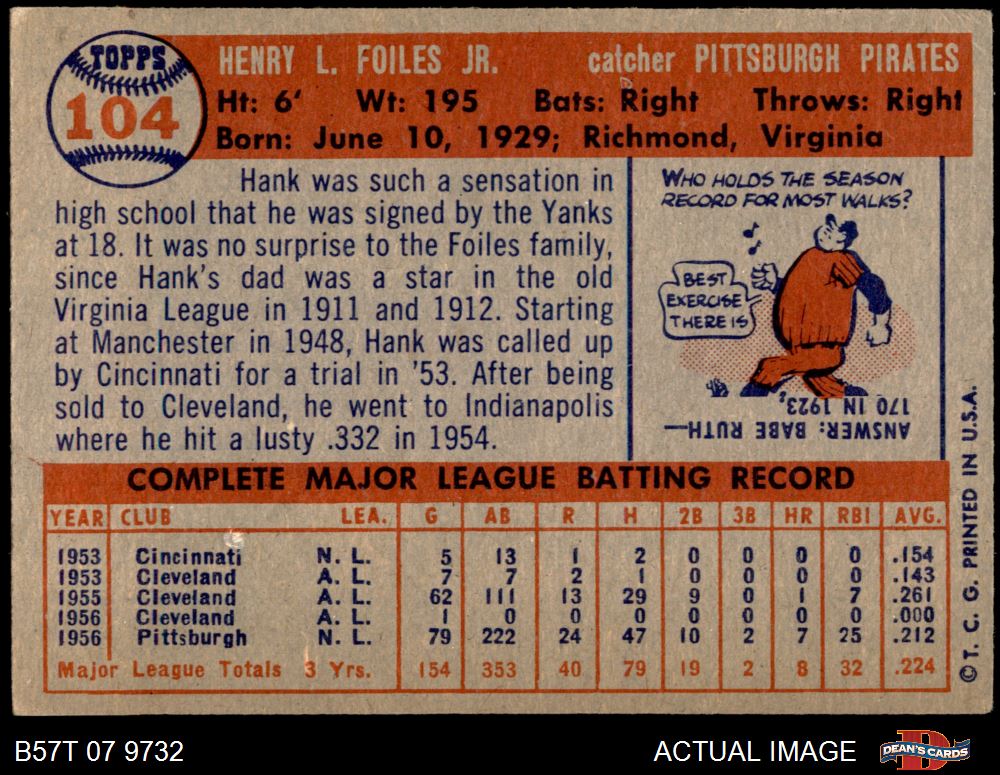 TOPPS
104
HENRY L. FOILES JR. catcher PITTSBURGH PIRATES
Ht: 6' Wt: 195 Bats: Right Throws: Right
Born: June 10, 1929; Richmond, Virginia
Hank was such a sensation in
high school that he was signed by the Yanks
at 18. It was no surprise to the Foiles family,
since Hank's dad was a star in the old
Virginia League in 1911 and 1912. Starting
at Manchester in 1948, Hank was called up
by Cincinnati for a trial in '53. After being
sold to Cleveland, he went to Indianapolis
where he hit a lusty .332 in 1954.
WHO HOLDS THE SEASON
RECORD FOR MOST WALKS?
BEST
EXERCISE
THERE IS
ANSWER: BABE RUTH—
170 IN 1923.
COMPLETE MAJOR LEAGUE BATTING RECORD
YEAR CLUB LEA. G AB R H 2B 3B HR RBI AVG.
1953 Cincinnati N. L. 5 13 1 2 0 0 0 0 .154
1953 Cleveland A. L. 7 7 2 1 0 0 0 0 .143
1955 Cleveland A. L. 62 111 13 29 9 0 1 7 .261
1956 Cleveland A. L. 1 0 0 0 0 0 0 0 .000
1956 Pittsburgh N. L. 79 222 24 47 10 2 7 25 .212
Major League Totals 3 Yrs. 154 353 40 79 19 2 8 32 .224
© T. C. G. PRINTED IN U.S.A.
B57T 07 9732 ACTUAL IMAGE
DEAN'S CARDS